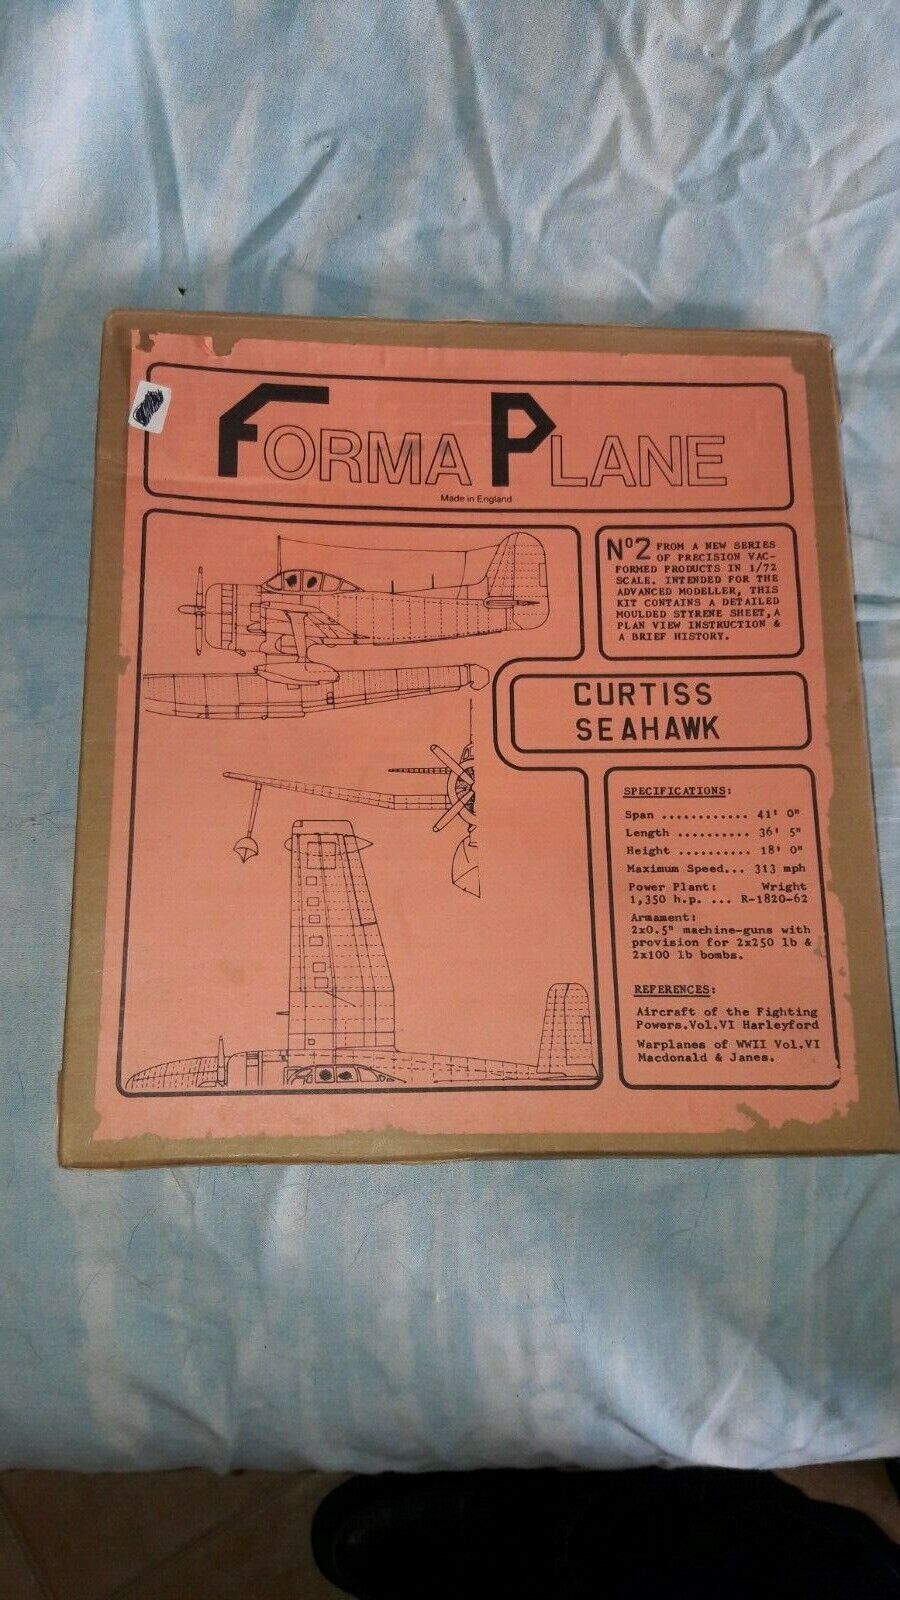 FORMA PLANE
Made in England
Nº2 FROM A NEW SERIES
OF PRECISION VAC-
FORMED PRODUCTS IN 1/72
SCALE. INTENDED FOR THE
ADVANCED MODELLER, THIS
KIT CONTAINS A DETAILED
MOULDED STYRENE SHEET, A
PLAN VIEW INSTRUCTION &
A BRIEF HISTORY.
CURTISS
SEAHAWK
SPECIFICATIONS:
Span ............ 41' 0"
Length .......... 36' 5"
Height .......... 18' 0"
Maximum Speed... 313 mph
Power Plant: Wright
1,350 h.p. ... R-1820-62
Armament:
2x0.5" machine-guns with
provision for 2x250 lb &
2x100 lb bombs.
REFERENCES:
Aircraft of the Fighting
Powers.Vol.VI Harleyford
Warplanes of WWII Vol.VI
Macdonald & Janes.